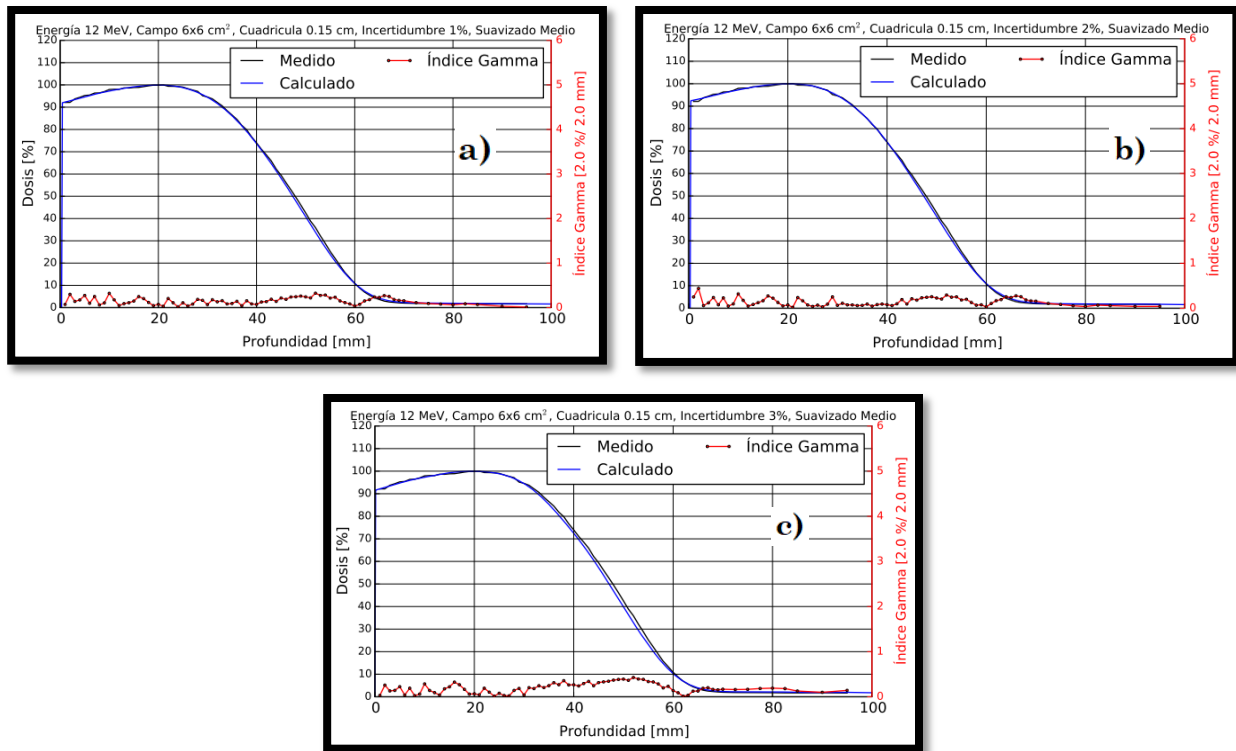 Energía 12 MeV, Campo 6x6 cm², Cuadricula 0.15 cm, Incertidumbre 1%, Suavizado Medio
Medido
Índice Gamma
Calculado
a)
Dosis [%]
120
110
100
90
80
70
60
50
40
30
20
10
0
0 20 40 60 80 100
Profundidad [mm]
6
5
4
3
2
1
0
Índice Gamma [2.0 %/ 2.0 mm]
Energía 12 MeV, Campo 6x6 cm², Cuadricula 0.15 cm, Incertidumbre 2%, Suavizado Medio
Medido
Índice Gamma
Calculado
b)
Dosis [%]
120
110
100
90
80
70
60
50
40
30
20
10
0
0 20 40 60 80 100
Profundidad [mm]
6
5
4
3
2
1
0
Índice Gamma [2.0 %/ 2.0 mm]
Energía 12 MeV, Campo 6x6 cm², Cuadricula 0.15 cm, Incertidumbre 3%, Suavizado Medio
Medido
Índice Gamma
Calculado
c)
Dosis [%]
120
110
100
90
80
70
60
50
40
30
20
10
0
0 20 40 60 80 100
Profundidad [mm]
6
5
4
3
2
1
0
Índice Gamma [2.0 %/ 2.0 mm]